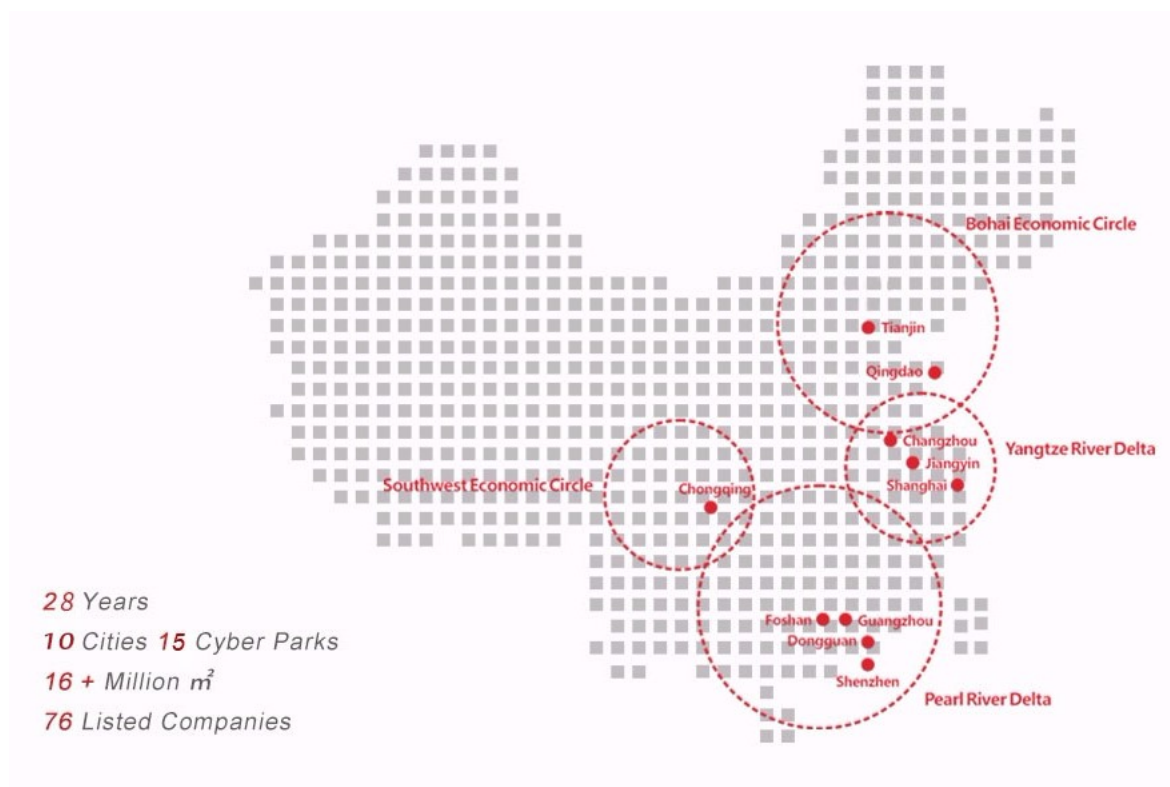 Bohai Economic Circle
Tianjin
Qingdao
Changzhou
Yangtze River Delta
Jiangyin
Southwest Economic Circle
Shanghai
Chongqing
28 Years
Foshan
Guangzhou
10 Cities 15 Cyber Parks
Dongguan
16 + Million ㎡
Shenzhen
Pearl River Delta
76 Listed Companies